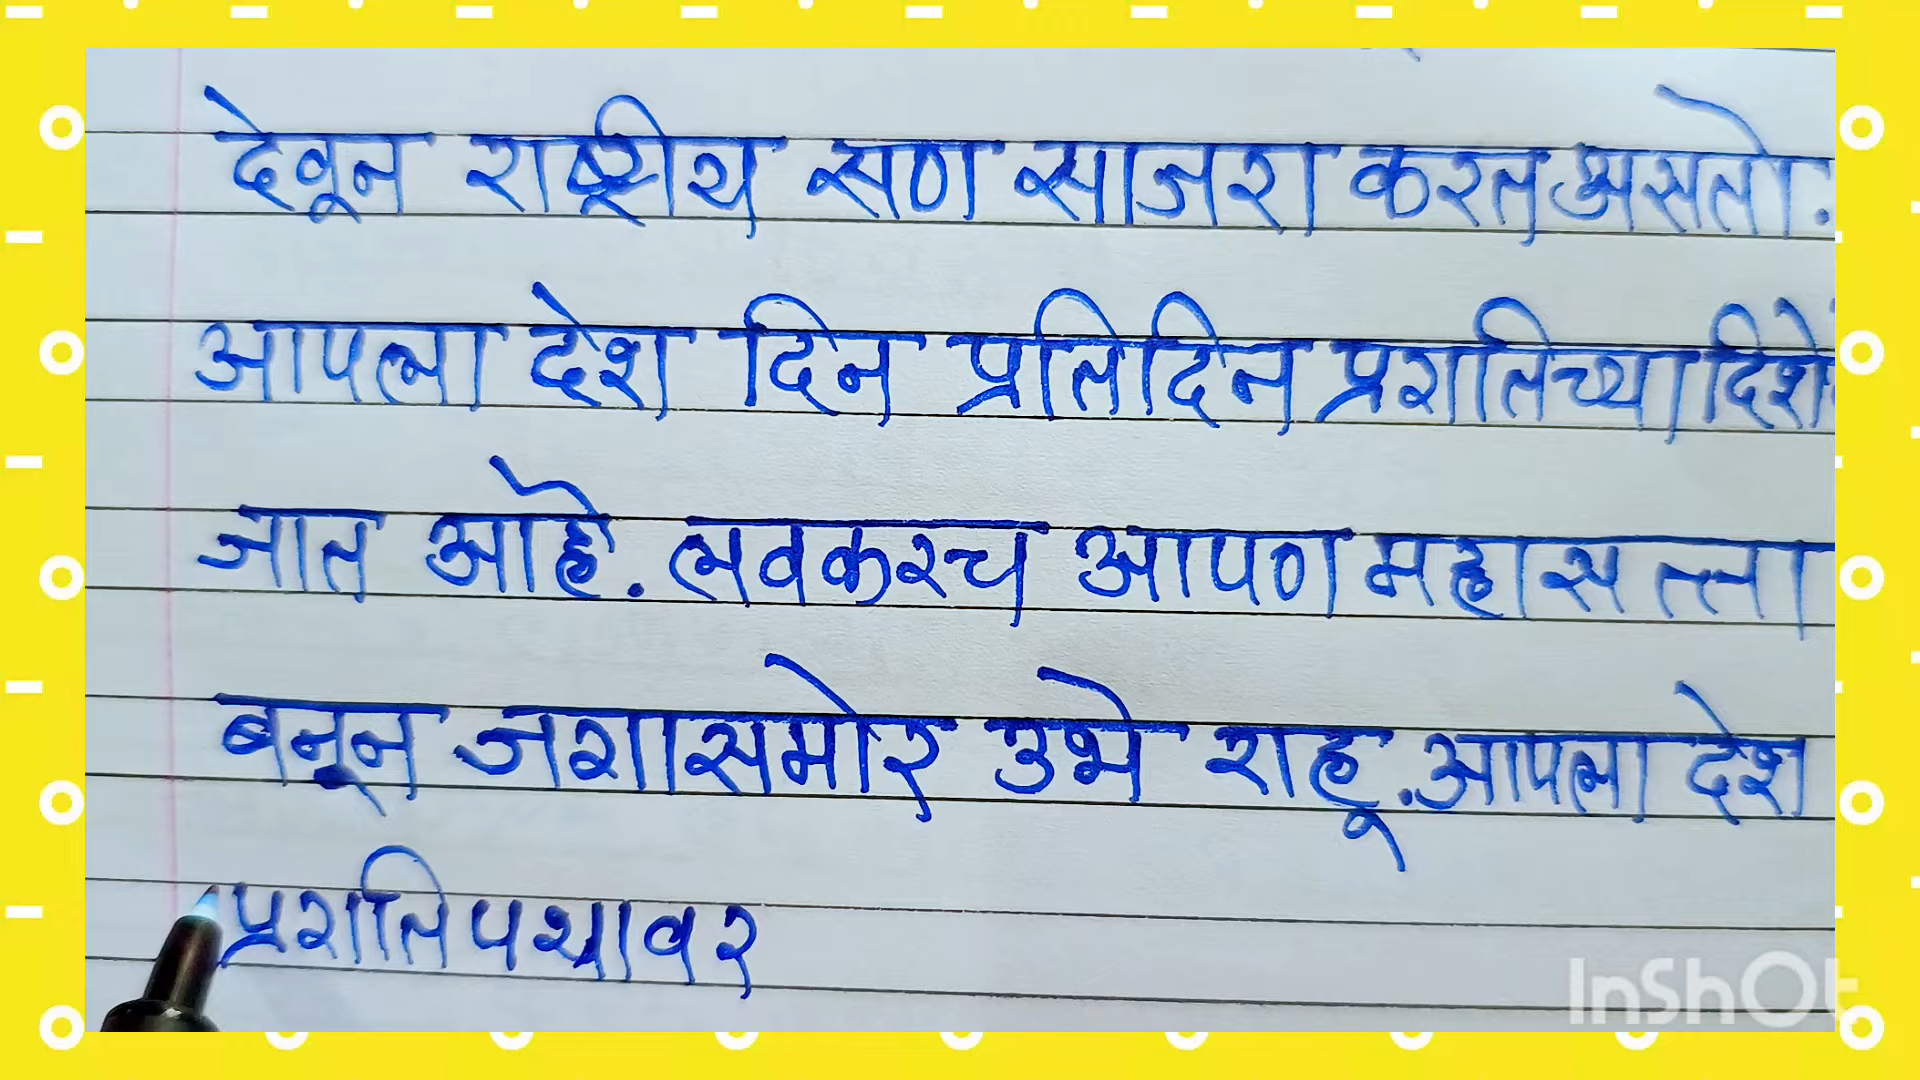 देवून राष्ट्रीय सण साजरा करत असतो.
आपला देश दिन प्रतिदिन प्रगतिच्या दिशेने
जात आहे. लवकरच आपण महासत्ता
बनून जगासमोर उभे राहू. आपला देश
प्रगति पथावर
InShOt